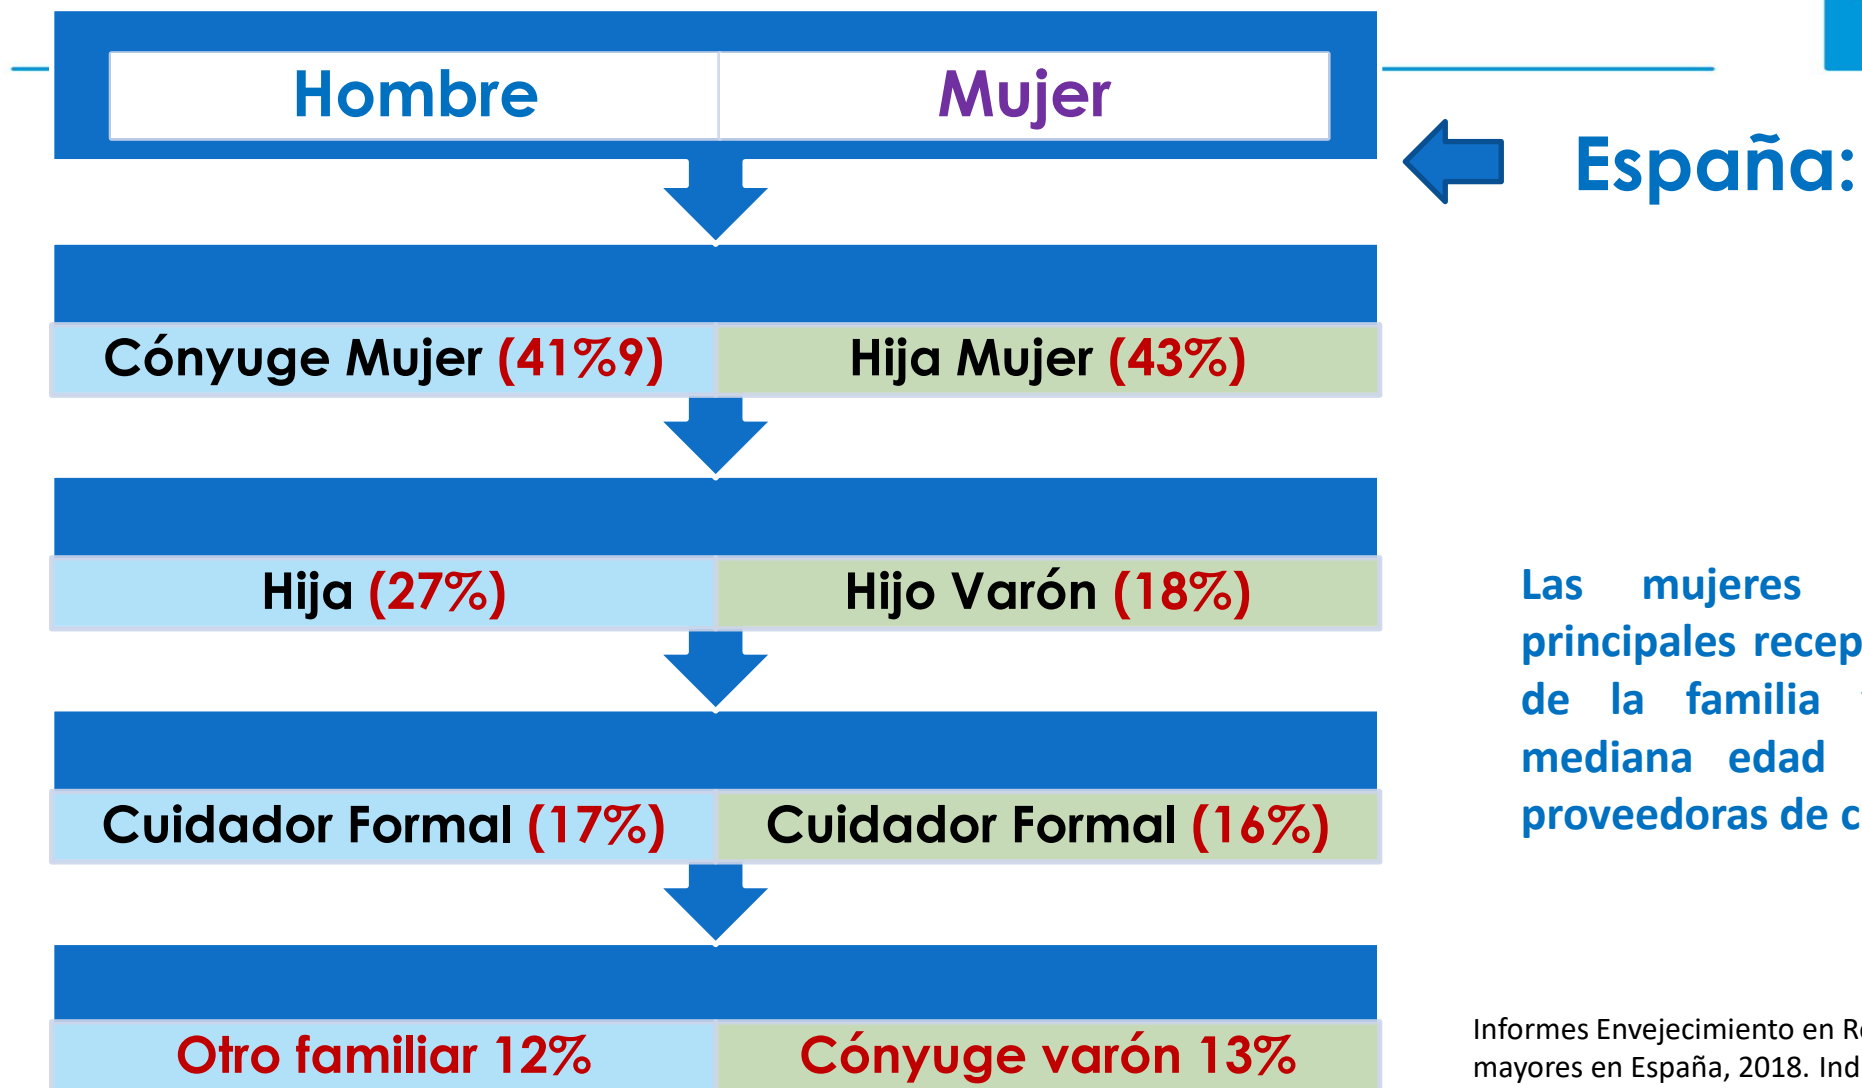 Hombre Mujer
España:
Cónyuge Mujer (41%9) Hija Mujer (43%)
Hija (27%) Hijo Varón (18%)
Cuidador Formal (17%) Cuidador Formal (16%)
Otro familiar 12% Cónyuge varón 13%
Las mujeres
principales recep
de la familia
mediana edad
proveedoras de c
Informes Envejecimiento en R
mayores en España, 2018. Ind